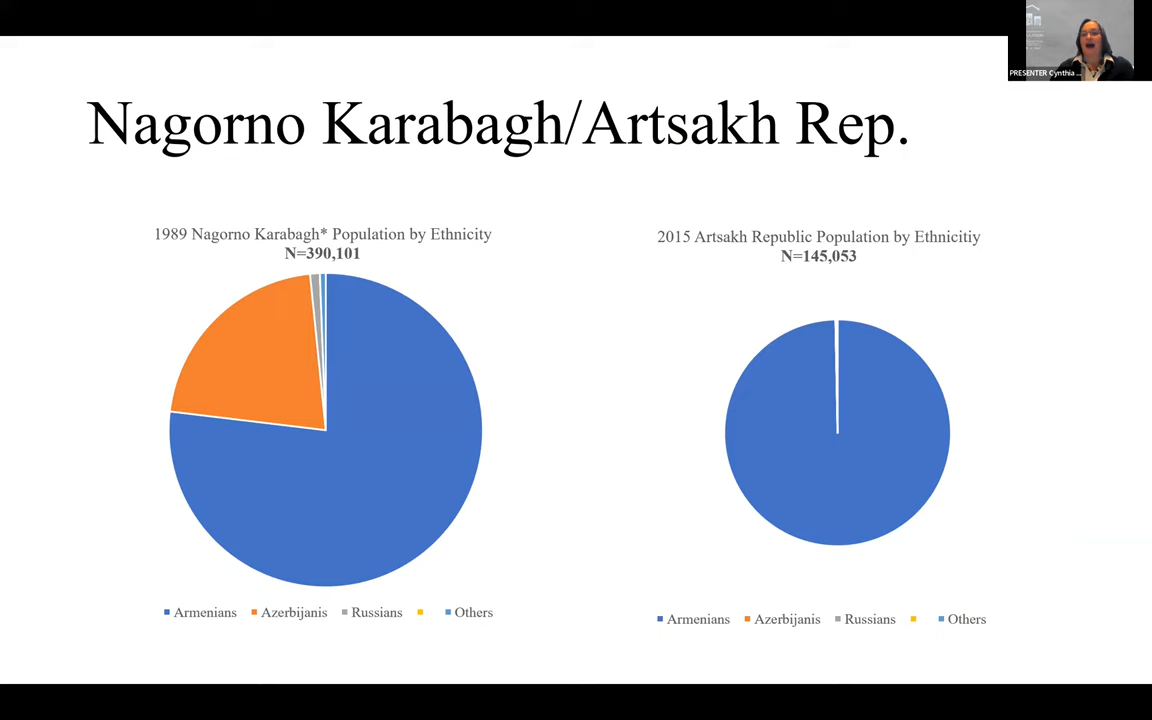 Nagorno Karabagh/Artsakh Rep.
1989 Nagorno Karabagh* Population by Ethnicity
N=390,101
Armenians Azerbijanis Russians Others
2015 Artsakh Republic Population by Ethnicitiy
N=145,053
Armenians Azerbijanis Russians Others
PRESENTER Cynthia ...